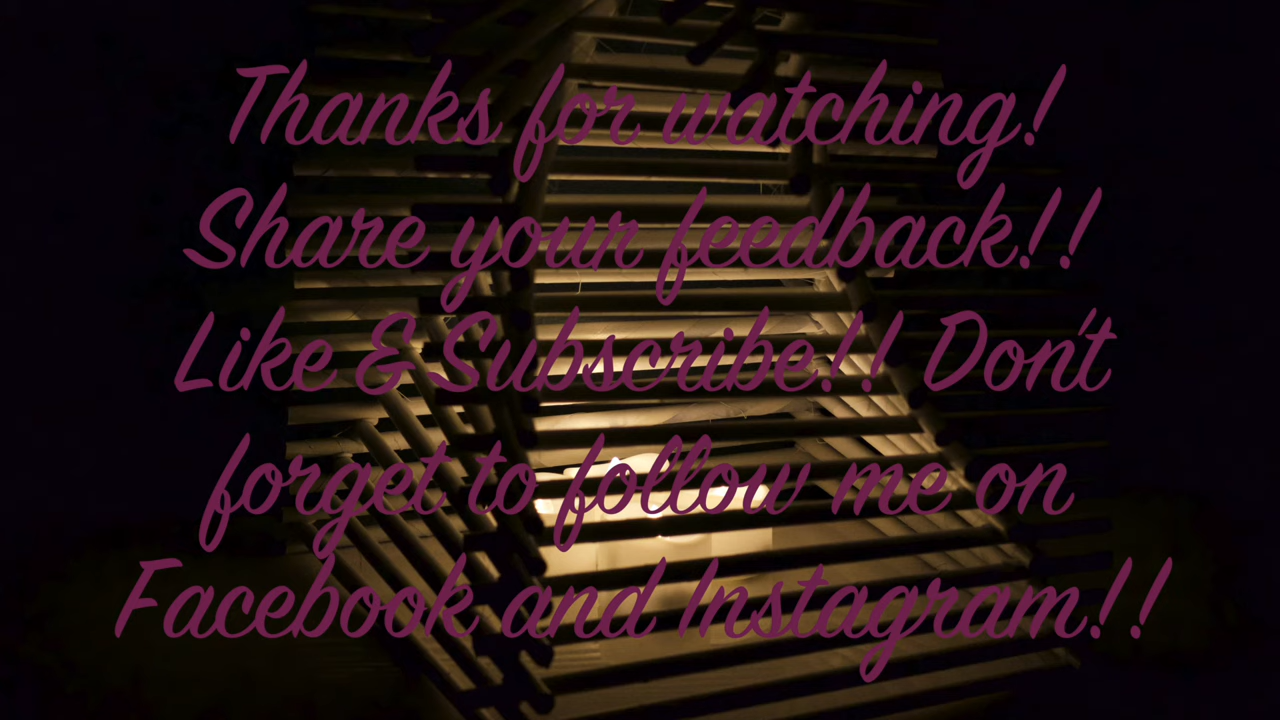 Thanks for watching!
Share your feedback!!
Like & Subscribe!! Don't
forget to follow me on
Facebook and Instagram!!